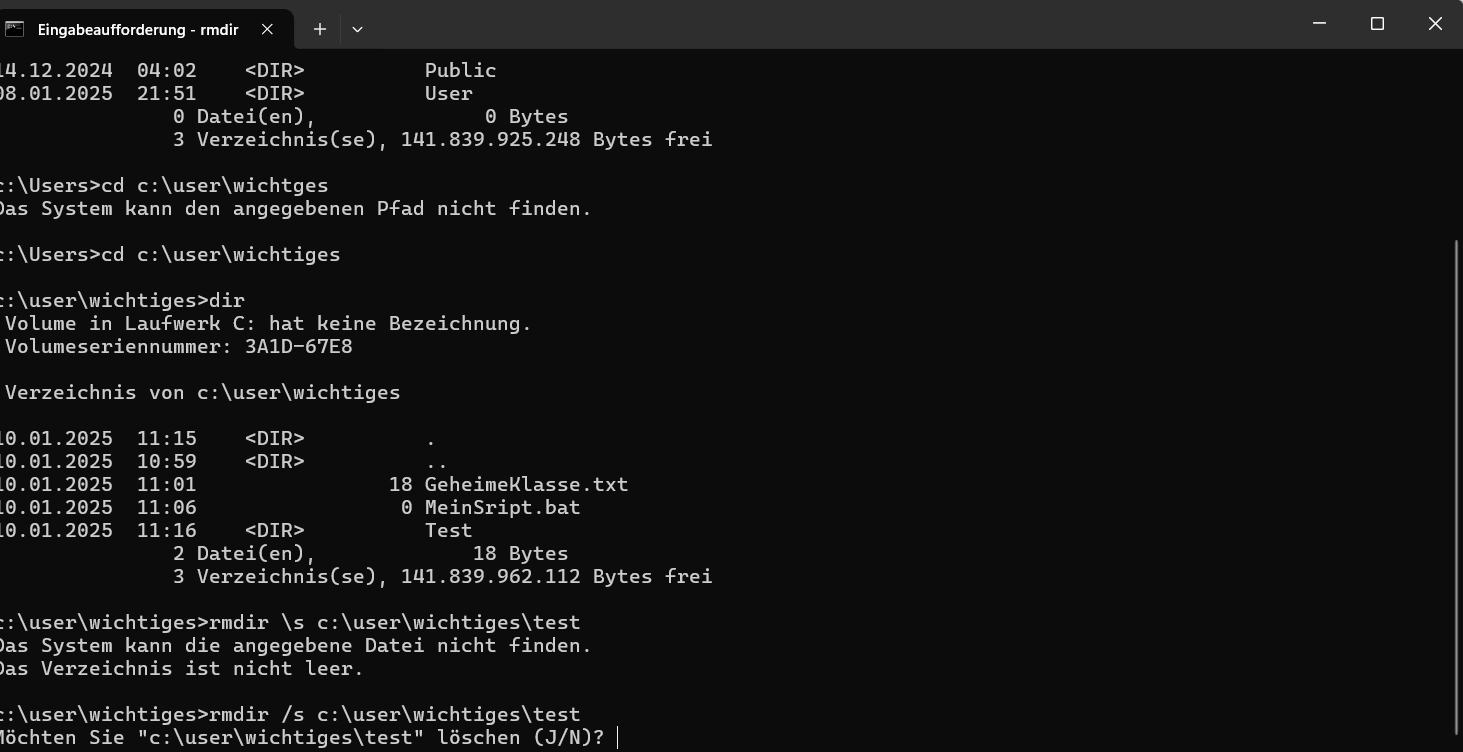 Eingabeaufforderung - rmdir
14.12.2024  04:02    <DIR>          Public
08.01.2025  21:51    <DIR>          User
0 Datei(en),              0 Bytes
3 Verzeichnis(se), 141.839.925.248 Bytes frei
c:\Users>cd c:\user\wichtges
Das System kann den angegebenen Pfad nicht finden.
c:\Users>cd c:\user\wichtiges
c:\user\wichtiges>dir
Volume in Laufwerk C: hat keine Bezeichnung.
Volumeseriennummer: 3A1D-67E8
Verzeichnis von c:\user\wichtiges
10.01.2025  11:15    <DIR>          .
10.01.2025  10:59    <DIR>          ..
10.01.2025  11:01                18 GeheimeKlasse.txt
10.01.2025  11:06                 0 MeinSript.bat
10.01.2025  11:16    <DIR>          Test
2 Datei(en),             18 Bytes
3 Verzeichnis(se), 141.839.962.112 Bytes frei
c:\user\wichtiges>rmdir \s c:\user\wichtiges\test
Das System kann die angegebene Datei nicht finden.
Das Verzeichnis ist nicht leer.
c:\user\wichtiges>rmdir /s c:\user\wichtiges\test
Möchten Sie "c:\user\wichtiges\test" löschen (J/N)?